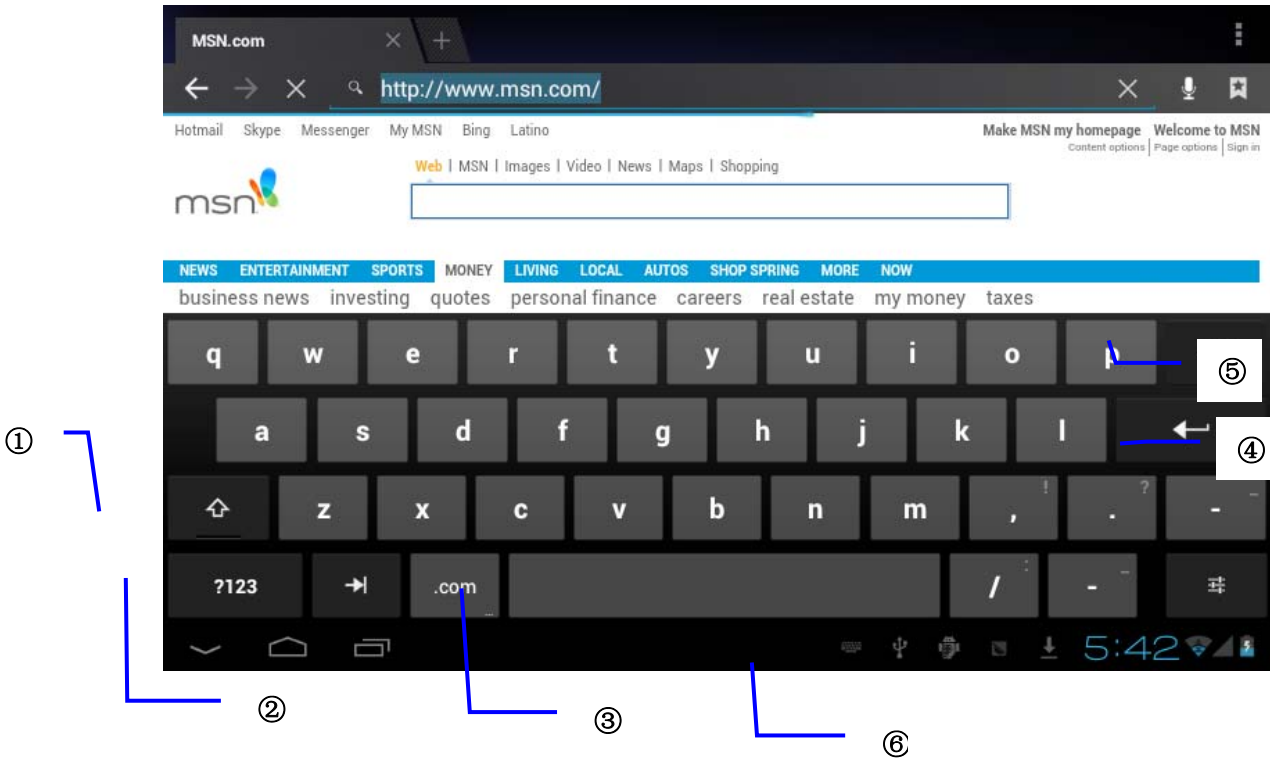 MSN.com
http://www.msn.com/
Hotmail Skype Messenger My MSN Bing Latino Make MSN my homepage Welcome to MSN
Content options | Page options | Sign in
Web | MSN | Images | Video | News | Maps | Shopping
msn
NEWS ENTERTAINMENT SPORTS MONEY LIVING LOCAL AUTOS SHOP SPRING MORE NOW
business news investing quotes personal finance careers real estate my money taxes
q w e r t y u i o p
⑤
① a s d f g h j k l
④
z x c v b n m , ! . ? - _
?123 .com ... / : - _
5:42
② ③ ⑥